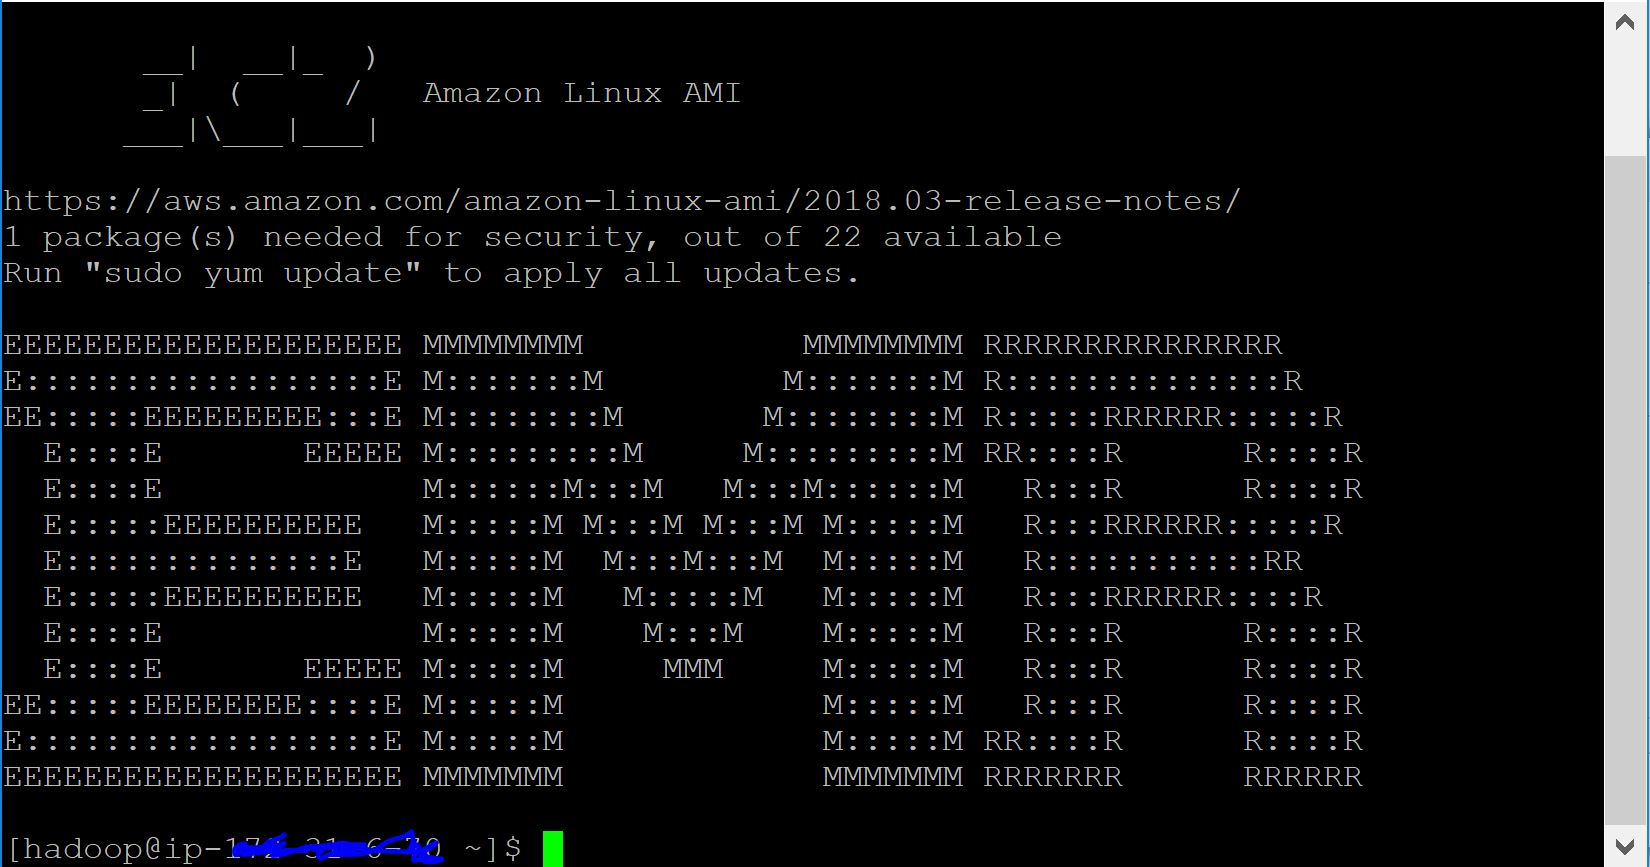 __|  __|_  )
       _|  (     /   Amazon Linux AMI
      ___|\___|___|
https://aws.amazon.com/amazon-linux-ami/2018.03-release-notes/
1 package(s) needed for security, out of 22 available
Run "sudo yum update" to apply all updates.
EEEEEEEEEEEEEEEEEEEE MMMMMMMM           MMMMMMMM RRRRRRRRRRRRRRR
E::::::::::::::::::E M:::::::M         M:::::::M R::::::::::::::R
EE:::::EEEEEEEEE:::E M::::::::M       M::::::::M R:::::RRRRRR:::::R
  E::::E       EEEEE M:::::::::M     M:::::::::M RR::::R      R::::R
  E::::E             M::::::M:::M   M:::M::::::M   R:::R      R::::R
  E:::::EEEEEEEEEE   M:::::M M:::M M:::M M:::::M   R:::RRRRRR:::::R
  E::::::::::::::E   M:::::M  M:::M:::M  M:::::M   R:::::::::::RR
  E:::::EEEEEEEEEE   M:::::M   M:::::M   M:::::M   R:::RRRRRR::::R
  E::::E             M:::::M    M:::M    M:::::M   R:::R      R::::R
  E::::E       EEEEE M:::::M     MMM     M:::::M   R:::R      R::::R
EE:::::EEEEEEEE::::E M:::::M             M:::::M   R:::R      R::::R
E::::::::::::::::::E M:::::M             M:::::M RR::::R      R::::R
EEEEEEEEEEEEEEEEEEEE MMMMMMM             MMMMMMM RRRRRRR      RRRRRR
[hadoop@ip- ~]$